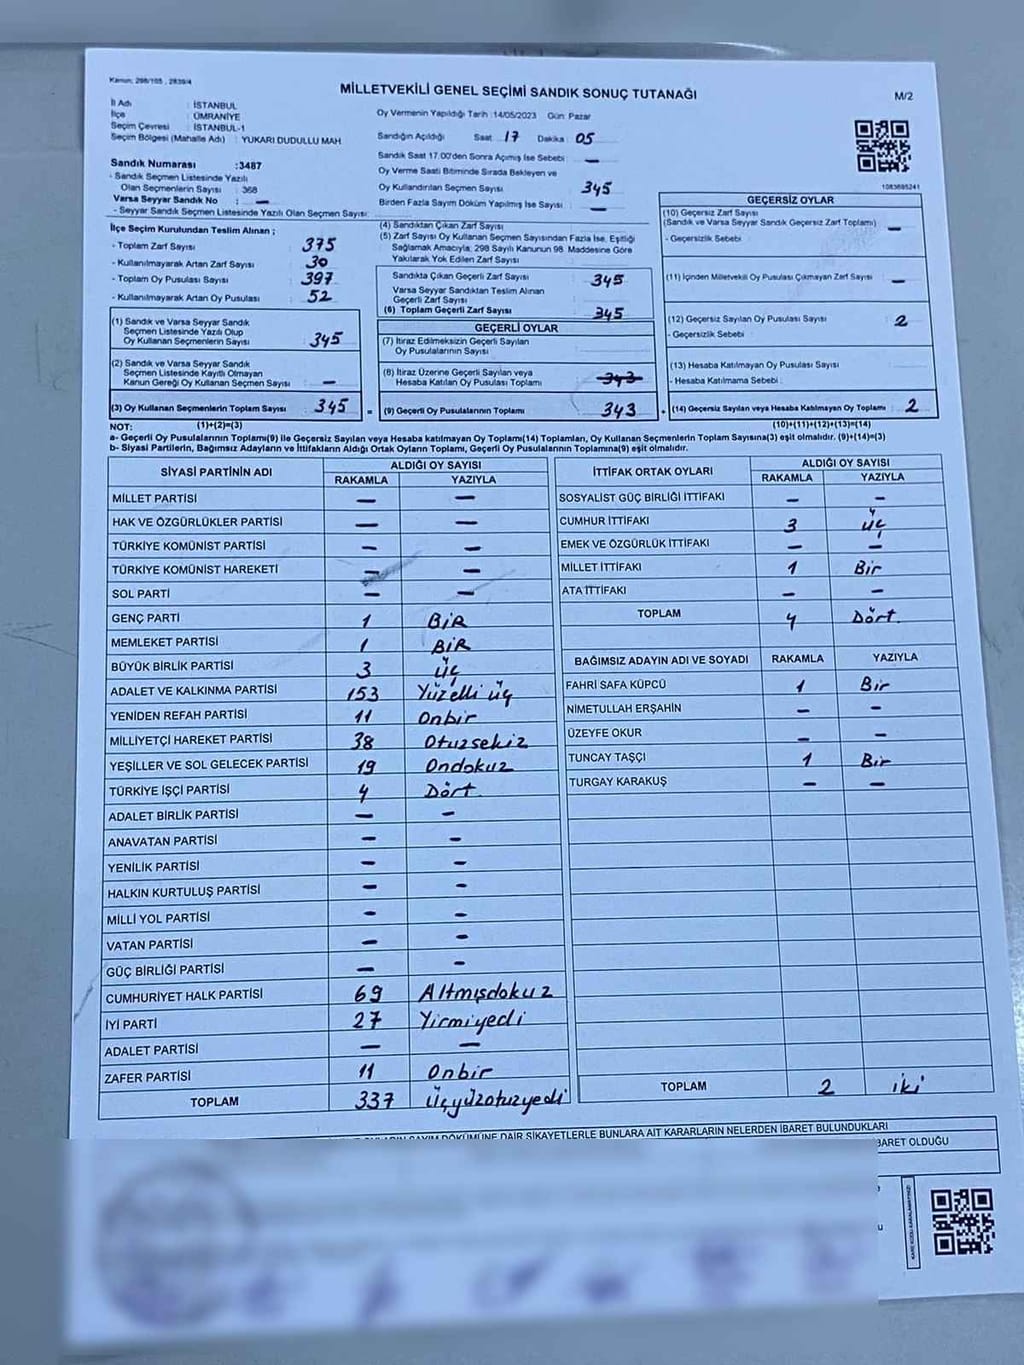 Kanun: 298/105 , 2839/4
MİLLETVEKİLİ GENEL SEÇİMİ SANDIK SONUÇ TUTANAĞI
M/2
İl Adı : İSTANBUL
İlçe : ÜMRANİYE
Seçim Çevresi : İSTANBUL-1
Seçim Bölgesi (Mahalle Adı) : YUKARI DUDULLU MAH
Sandık Numarası :3487
- Sandık Seçmen Listesinde Yazılı
Olan Seçmenlerin Sayısı : 368
Varsa Seyyar Sandık No : —
- Seyyar Sandık Seçmen Listesinde Yazılı Olan Seçmen Sayısı:
Oy Vermenin Yapıldığı Tarih :14/05/2023 Gün: Pazar
Sandığın Açıldığı Saat : 17 Dakika : 05
Sandık Saat 17.00'den Sonra Açılmış İse Sebebi : —
Oy Verme Saati Bitiminde Sırada Bekleyen ve
Oy Kullandırılan Seçmen Sayısı : 345
Birden Fazla Sayım Döküm Yapılmış İse Sayısı : —
1083685241
İlçe Seçim Kurulundan Teslim Alınan ;
- Toplam Zarf Sayısı : 375
- Kullanılmayarak Artan Zarf Sayısı : 30
- Toplam Oy Pusulası Sayısı : 397
- Kullanılmayarak Artan Oy Pusulası : 52
(1) Sandık ve Varsa Seyyar Sandık
Seçmen Listesinde Yazılı Olup
Oy Kullanan Seçmenlerin Sayısı : 345
(2) Sandık ve Varsa Seyyar Sandık
Seçmen Listesinde Kayıtlı Olmayan
Kanun Gereği Oy Kullanan Seçmen Sayısı : —
(3) Oy Kullanan Seçmenlerin Toplam Sayısı : 345 =
(1)+(2)=(3)
(4) Sandıktan Çıkan Zarf Sayısı
(5) Zarf Sayısı Oy Kullanan Seçmen Sayısından Fazla İse, Eşitliği
Sağlamak Amacıyla; 298 Sayılı Kanunun 98. Maddesine Göre
Yakılarak Yok Edilen Zarf Sayısı :
Sandıkta Çıkan Geçerli Zarf Sayısı : 345
Varsa Seyyar Sandıktan Teslim Alınan
Geçerli Zarf Sayısı
(6) Toplam Geçerli Zarf Sayısı : 345
GEÇERLİ OYLAR
(7) İtiraz Edilmeksizin Geçerli Sayılan
Oy Pusulalarının Sayısı :
(8) İtiraz Üzerine Geçerli Sayılan veya
Hesaba Katılan Oy Pusulası Toplamı : 343
(9) Geçerli Oy Pusulalarının Toplamı : 343 +
GEÇERSİZ OYLAR
(10) Geçersiz Zarf Sayısı
(Sandık ve Varsa Seyyar Sandık Geçersiz Zarf Toplamı) : —
- Geçersizlik Sebebi :
(11) İçinden Milletvekili Oy Pusulası Çıkmayan Zarf Sayısı : —
(12) Geçersiz Sayılan Oy Pusulası Sayısı : 2
- Geçersizlik Sebebi :
(13) Hesaba Katılmayan Oy Pusulası Sayısı :
- Hesaba Katılmama Sebebi :
(14) Geçersiz Sayılan veya Hesaba Katılmayan Oy Toplamı : 2
(10)+(11)+(12)+(13)=(14)
NOT:
a- Geçerli Oy Pusulalarının Toplamı(9) ile Geçersiz Sayılan veya Hesaba katılmayan Oy Toplamı(14) Toplamları, Oy Kullanan Seçmenlerin Toplam Sayısına(3) eşit olmalıdır. (9)+(14)=(3)
b- Siyasi Partilerin, Bağımsız Adayların ve İttifakların Aldığı Ortak Oyların Toplamı, Geçerli Oy Pusulalarının Toplamına(9) eşit olmalıdır.
SİYASİ PARTİNİN ADI
ALDIĞI OY SAYISI
RAKAMLA YAZIYLA
MİLLET PARTİSİ — —
HAK VE ÖZGÜRLÜKLER PARTİSİ — —
TÜRKİYE KOMÜNİST PARTİSİ — —
TÜRKİYE KOMÜNİST HAREKETİ — —
SOL PARTİ — —
GENÇ PARTİ 1 BİR
MEMLEKET PARTİSİ 1 BİR
BÜYÜK BİRLİK PARTİSİ 3 üç
ADALET VE KALKINMA PARTİSİ 153 Yüzelli üç
YENİDEN REFAH PARTİSİ 11 Onbir
MİLLİYETÇİ HAREKET PARTİSİ 38 Otuzsekiz
YEŞİLLER VE SOL GELECEK PARTİSİ 19 Ondokuz
TÜRKİYE İŞÇİ PARTİSİ 4 Dört
ADALET BİRLİK PARTİSİ — —
ANAVATAN PARTİSİ — —
YENİLİK PARTİSİ — —
HALKIN KURTULUŞ PARTİSİ — —
MİLLİ YOL PARTİSİ — —
VATAN PARTİSİ — —
GÜÇ BİRLİĞİ PARTİSİ — —
CUMHURİYET HALK PARTİSİ 69 Altmışdokuz
İYİ PARTİ 27 Yirmiyedi
ADALET PARTİSİ — —
ZAFER PARTİSİ 11 Onbir
TOPLAM 337 Üçyüzotuzyedi
İTTİFAK ORTAK OYLARI
ALDIĞI OY SAYISI
RAKAMLA YAZIYLA
SOSYALİST GÜÇ BİRLİĞİ İTTİFAKI — —
CUMHUR İTTİFAKI 3 üç
EMEK VE ÖZGÜRLÜK İTTİFAKI — —
MİLLET İTTİFAKI 1 Bir
ATA İTTİFAKI — —
TOPLAM 4 Dört
BAĞIMSIZ ADAYIN ADI VE SOYADI RAKAMLA YAZIYLA
FAHRİ SAFA KÜPCÜ 1 Bir
NİMETULLAH ERŞAHİN — —
ÜZEYFE OKUR — —
TUNCAY TAŞÇI 1 Bir
TURGAY KARAKUŞ — —
TOPLAM 2 iki
SAYIM DÖKÜMÜNE DAİR ŞİKAYETLERLE BUNLARA AİT KARARLARIN NELERDEN İBARET BULUNDUKLARI
İBARET OLDUĞU
KARE KODU KARALAMAYINIZ!